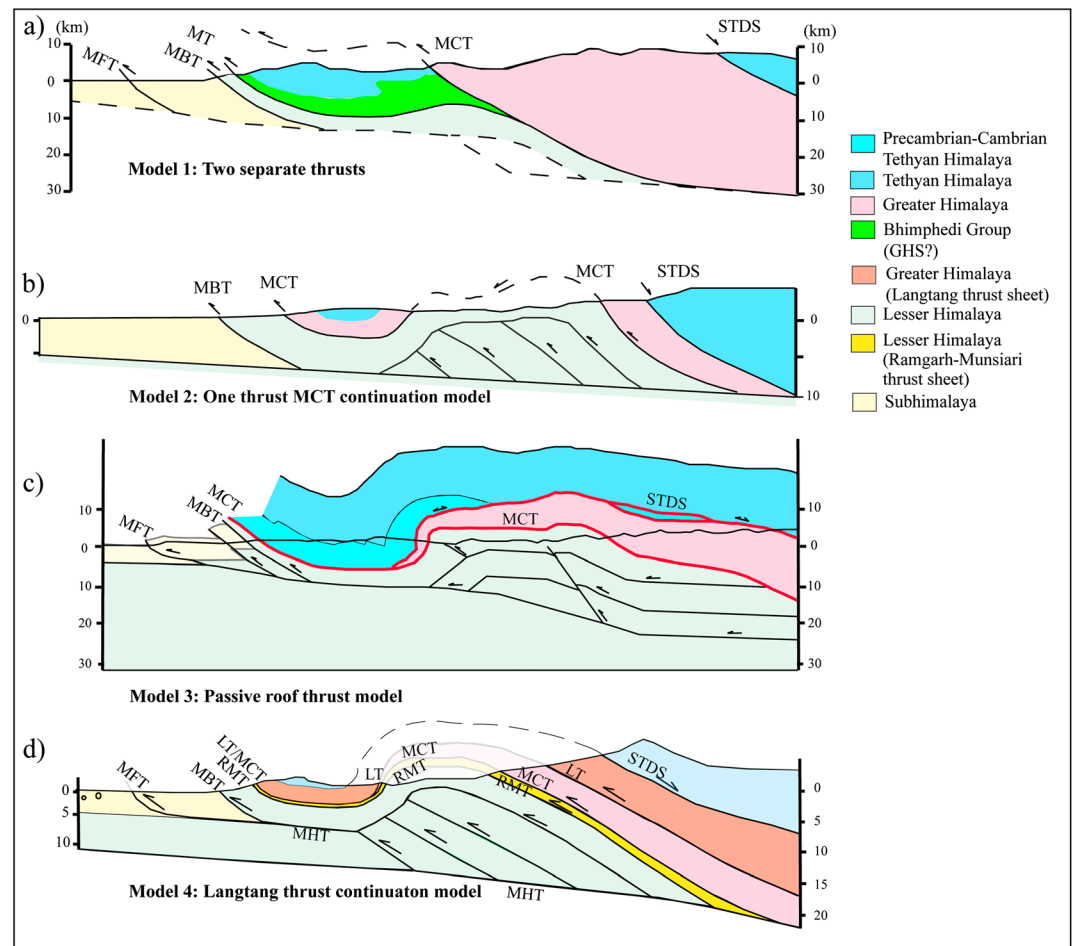 a)
(km)
(km)
MT
MCT
STDS
MFT
MBT
10
0
10
20
30
10
0
10
20
30
Model 1: Two separate thrusts
Precambrian-Cambrian
Tethyan Himalaya
Tethyan Himalaya
Greater Himalaya
Bhimphedi Group
(GHS?)
Greater Himalaya
(Langtang thrust sheet)
Lesser Himalaya
Lesser Himalaya
(Ramgarh-Munsiari
thrust sheet)
Subhimalaya
b)
MBT
MCT
MCT
STDS
0
0
10
Model 2: One thrust MCT continuation model
c)
MCT
MBT
MFT
MCT
STDS
10
0
10
20
30
10
0
10
20
30
Model 3: Passive roof thrust model
d)
LT/MCT
RMT
MFT
MBT
LT
RMT
MCT
MCT
RMT
LT
STDS
MHT
MHT
0
5
10
0
5
10
15
20
Model 4: Langtang thrust continuaton model